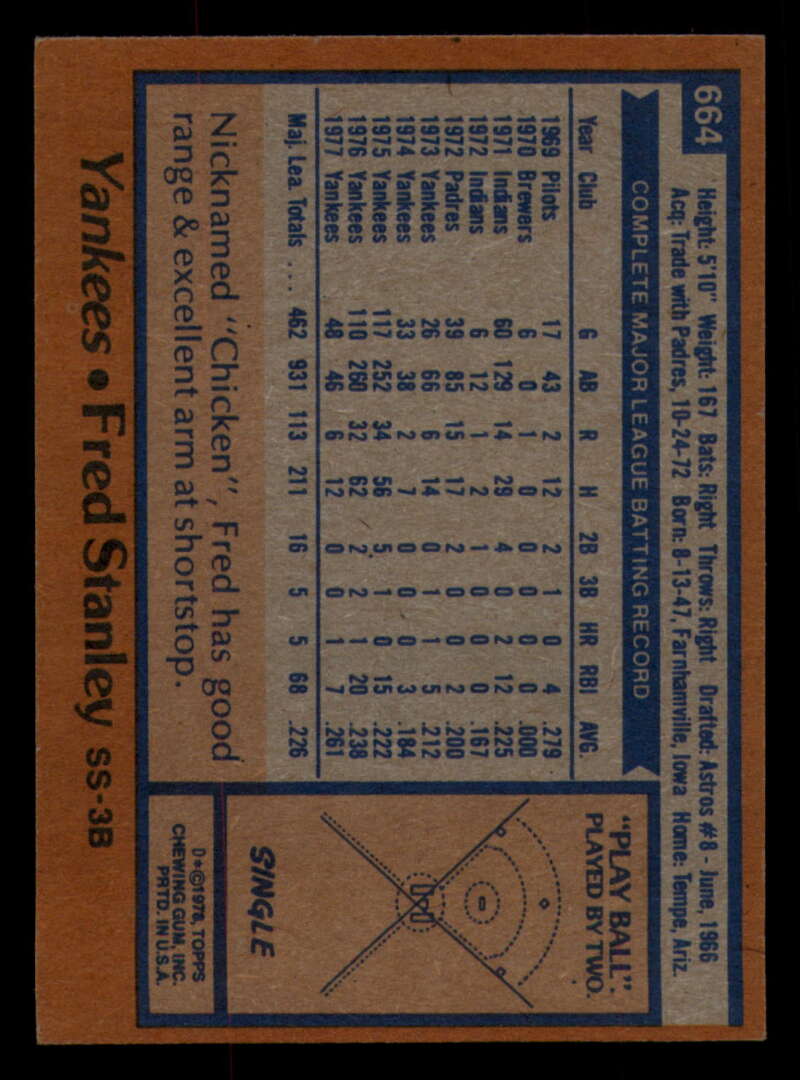 664
Height: 5'10" Weight: 167 Bats: Right Throws: Right Drafted: Astros #8 - June, 1966
Acq: Trade with Padres, 10-24-72 Born: 8-13-47, Farnhamville, Iowa Home: Tempe, Ariz.
COMPLETE MAJOR LEAGUE BATTING RECORD
Year Club G AB R H 2B 3B HR RBI AVG.
1969 Pilots 17 43 2 12 2 1 0 4 .279
1970 Brewers 6 0 1 0 0 0 0 0 .000
1971 Indians 60 129 14 29 4 0 2 12 .225
1972 Indians 6 12 1 2 1 0 0 0 .167
1972 Padres 39 85 15 17 2 0 0 2 .200
1973 Yankees 26 66 6 14 0 1 1 5 .212
1974 Yankees 33 38 2 7 0 0 0 3 .184
1975 Yankees 117 252 34 56 5 1 0 15 .222
1976 Yankees 110 260 32 62 2 2 1 20 .238
1977 Yankees 48 46 6 12 0 0 1 7 .261
Maj. Lea. Totals ... 462 931 113 211 16 5 5 68 .226
Nicknamed "Chicken", Fred has good
range & excellent arm at shortstop.
"PLAY BALL".
PLAYED BY TWO.
SINGLE
D*©1978, TOPPS
CHEWING GUM, INC.
PRTD. IN U.S.A.
Yankees • Fred Stanley SS-3B